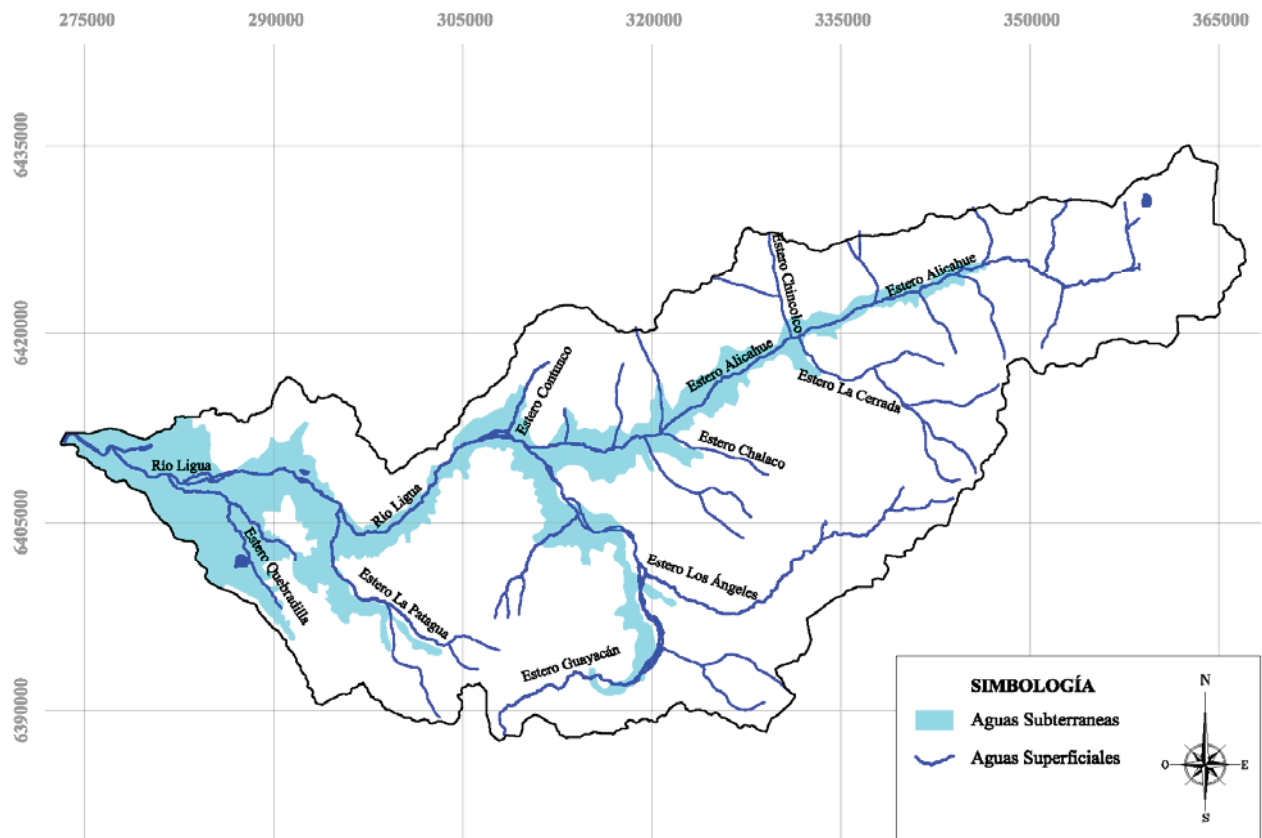 275000 290000 305000 320000 335000 350000 365000
6435000
6420000
6405000
6390000
Estero Chincolco
Estero Alicahue
Estero Alicahue
Estero Contunco
Estero La Cerrada
Estero Chalaco
Río Ligua
Río Ligua
Estero Quebradilla
Estero La Patagua
Estero Los Ángeles
Estero Guayacán
SIMBOLOGÍA
Aguas Subterraneas
Aguas Superficiales
N
O E
S